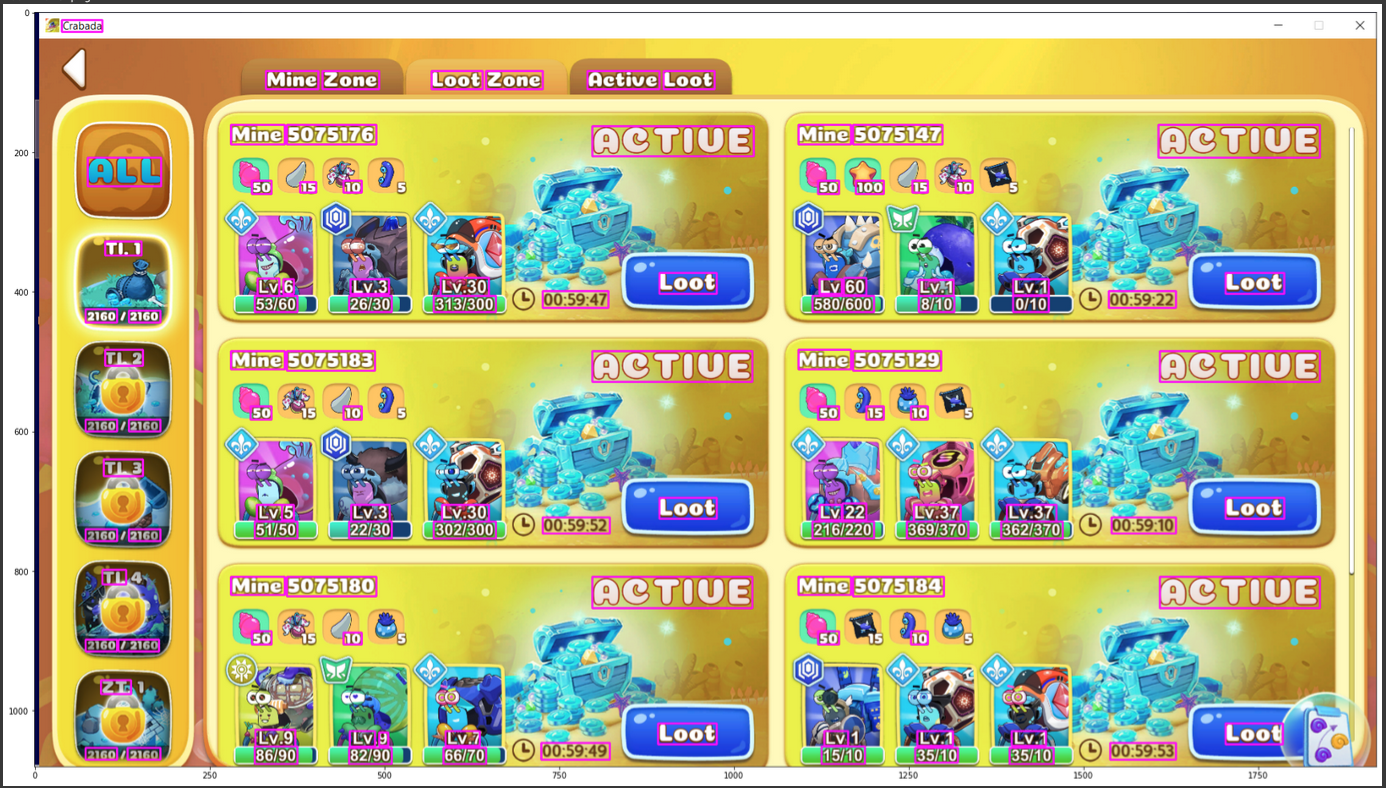 Crabada
Mine Zone
Loot Zone
Active Loot
0
200
400
600
800
1000
ALL
TL 1
2160 / 2160
TL 2
2160 / 2160
TL 3
2160 / 2160
TL 4
2160 / 2160
ZL 1
2160 / 2160
Mine 5075176
ACTIVE
50 15 10 5
Lv.6 Lv.3 Lv.30
53/60 26/30 313/300
00:59:47
Loot
Mine 5075147
ACTIVE
50 100 15 10 5
Lv 60 Lv.1 Lv.1
580/600 8/10 0/10
00:59:22
Loot
Mine 5075183
ACTIVE
50 15 10 5
Lv 5 Lv.3 Lv.30
51/50 22/30 302/300
00:59:52
Loot
Mine 5075129
ACTIVE
50 15 10 5
Lv 22 Lv.37 Lv.37
216/220 369/370 362/370
00:59:10
Loot
Mine 5075180
ACTIVE
50 15 10 5
Lv.9 Lv 9 Lv.7
86/90 82/90 66/70
00:59:49
Loot
Mine 5075184
ACTIVE
50 15 10 5
Lv 1 Lv.1 Lv.1
15/10 35/10 35/10
00:59:53
Loot
0 250 500 750 1000 1250 1500 1750